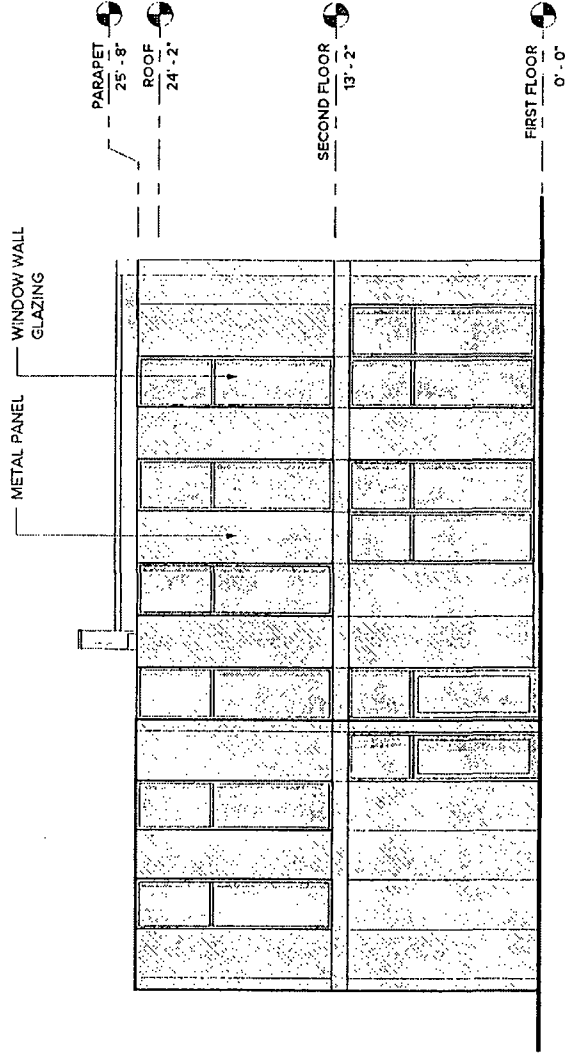 METAL PANEL
WINDOW WALL
GLAZING
PARAPET
25' - 8"
ROOF
24' - 2"
SECOND FLOOR
13' - 2"
FIRST FLOOR
0' - 0"